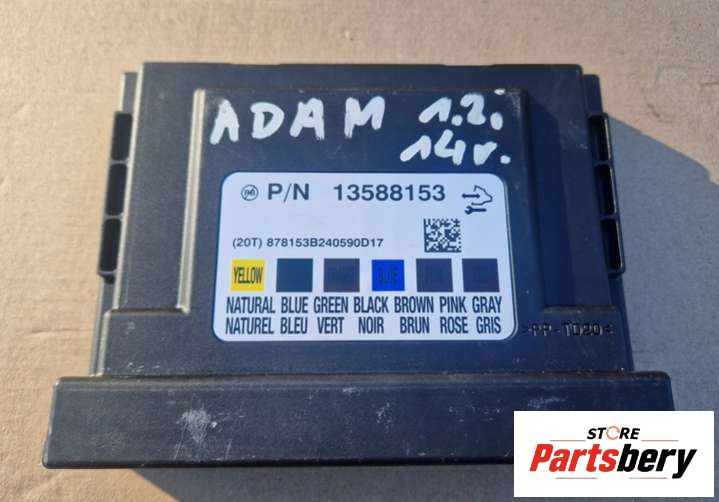 ADAM 1.2.
14r.
P/N 13588153
(20T) 878153B240590D17
YELLOW BLUE
NATURAL BLUE GREEN BLACK BROWN PINK GRAY
NATUREL BLEU VERT NOIR BRUN ROSE GRIS
>PP-TD20<
STORE
Partsbery